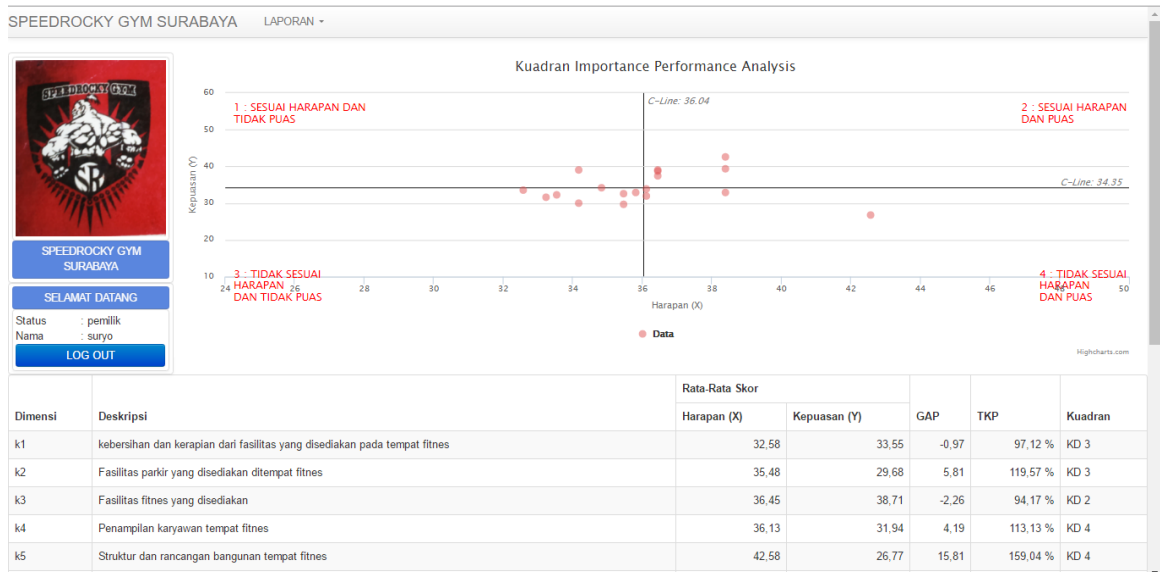 SPEEDROCKY GYM SURABAYA LAPORAN
SPEEDROCKY GYM
SR
SPEEDROCKY GYM
SURABAYA
SELAMAT DATANG
Status : pemilik
Nama : suryo
LOG OUT
Kuadran Importance Performance Analysis
1 : SESUAI HARAPAN DAN
TIDAK PUAS
2 : SESUAI HARAPAN
DAN PUAS
C-Line: 36.04
C-Line: 34.35
Kepuasan (Y)
60
50
40
30
20
10
3 : TIDAK SESUAI
HARAPAN
DAN TIDAK PUAS
4 : TIDAK SESUAI
HARAPAN
DAN PUAS
24 26 28 30 32 34 36 38 40 42 44 46 48 50
Harapan (X)
Data
Highcharts.com
Rata-Rata Skor
Dimensi Deskripsi Harapan (X) Kepuasan (Y) GAP TKP Kuadran
k1 kebersihan dan kerapian dari fasilitas yang disediakan pada tempat fitnes 32,58 33,55 -0,97 97,12 % KD 3
k2 Fasilitas parkir yang disediakan ditempat fitnes 35,48 29,68 5,81 119,57 % KD 3
k3 Fasilitas fitnes yang disediakan 36,45 38,71 -2,26 94,17 % KD 2
k4 Penampilan karyawan tempat fitnes 36,13 31,94 4,19 113,13 % KD 4
k5 Struktur dan rancangan bangunan tempat fitnes 42,58 26,77 15,81 159,04 % KD 4